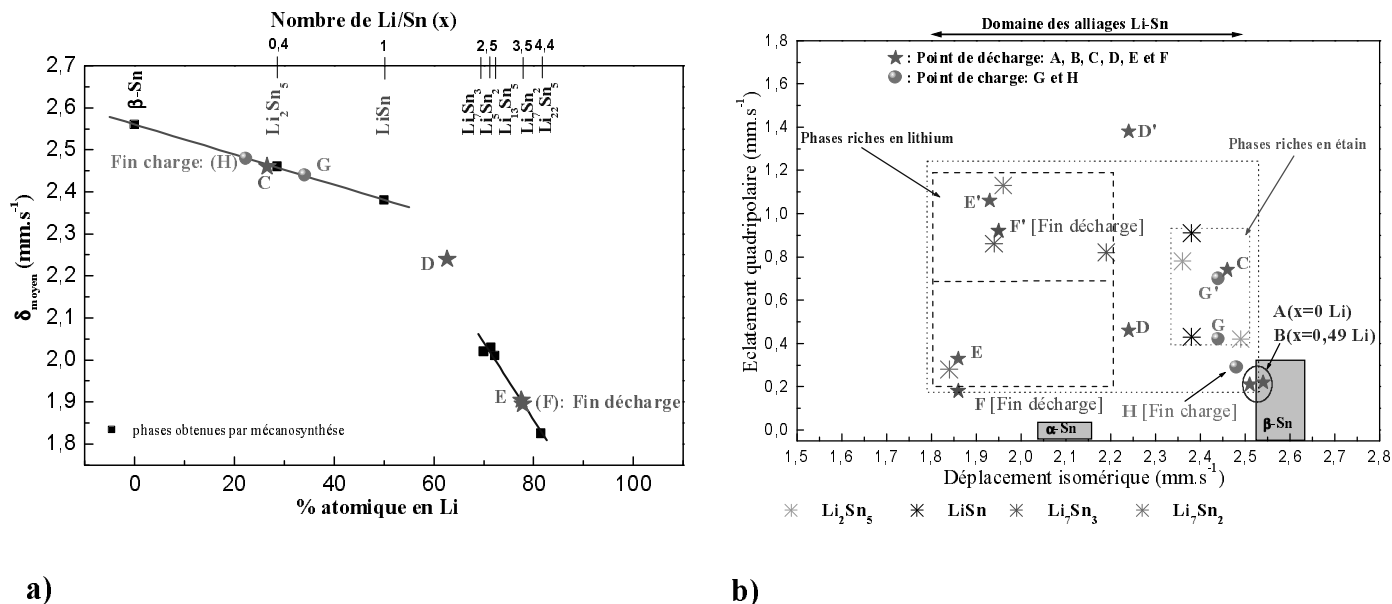 Nombre de Li/Sn (x)
0,4 1 2,5 3,5 4,4
2,7
2,6
2,5
2,4
2,3
2,2
2,1
2,0
1,9
1,8
δmoyen (mm.s-1)
β-Sn
Li2Sn5
LiSn
Li7Sn3
Li5Sn2
Li13Sn5
Li7Sn2
Li22Sn5
Fin charge: (H)
C
G
D
E
(F): Fin décharge
phases obtenues par mécanosynthése
0 20 40 60 80 100
% atomique en Li
a)
Domaine des alliages Li-Sn
1,8
1,6
1,4
1,2
1,0
0,8
0,6
0,4
0,2
0,0
Eclatement quadripolaire (mm.s-1)
: Point de décharge: A, B, C, D, E et F
: Point de charge: G et H
Phases riches en lithium
D'
Phases riches en étain
E'
F' [Fin décharge]
C
G'
G
D
A(x=0 Li)
B(x=0,49 Li)
E
F [Fin décharge]
H [Fin charge]
α-Sn
β-Sn
1,5 1,6 1,7 1,8 1,9 2,0 2,1 2,2 2,3 2,4 2,5 2,6 2,7 2,8
Déplacement isomérique (mm.s-1)
Li2Sn5 LiSn Li7Sn3 Li7Sn2
b)